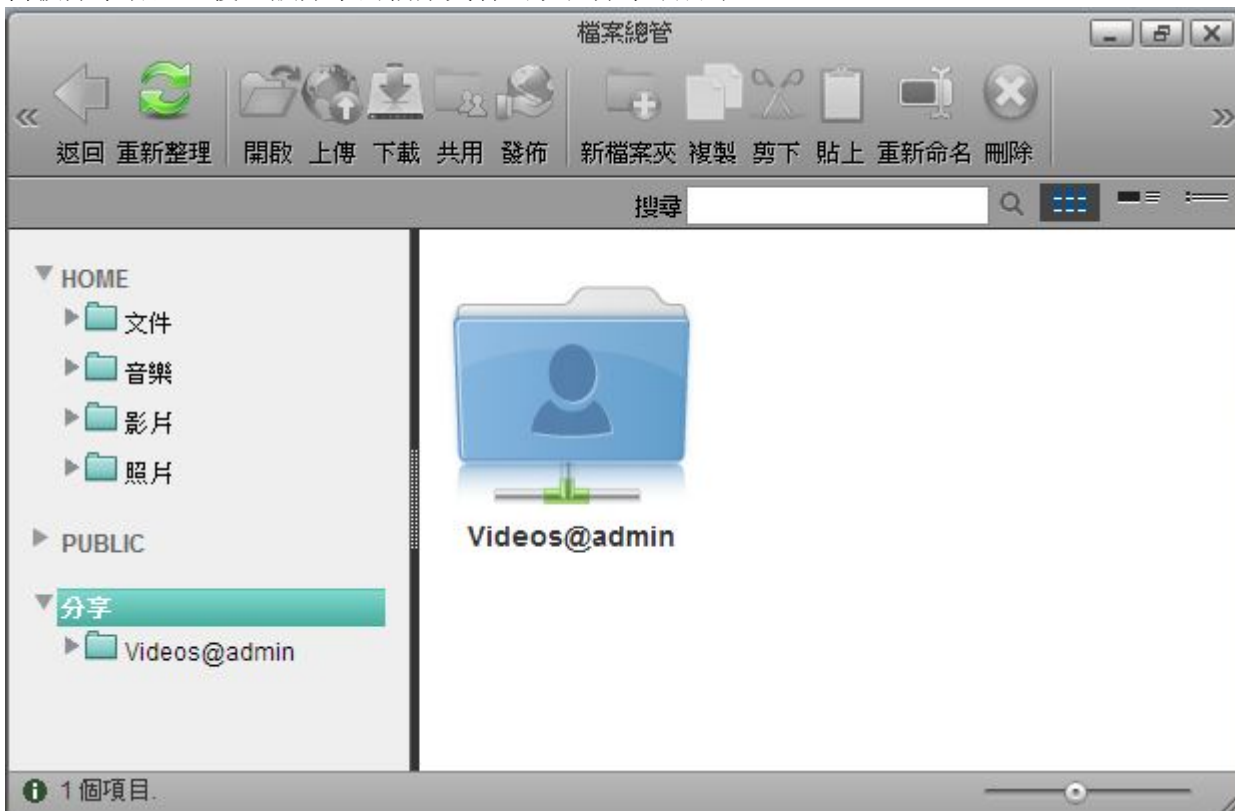 檔案總管
返回 重新整理 開啟 上傳 下載 共用 發佈 新檔案夾 複製 剪下 貼上 重新命名 刪除
搜尋
HOME
文件
音樂
影片
照片
PUBLIC
分享
Videos@admin
Videos@admin
1 個項目.